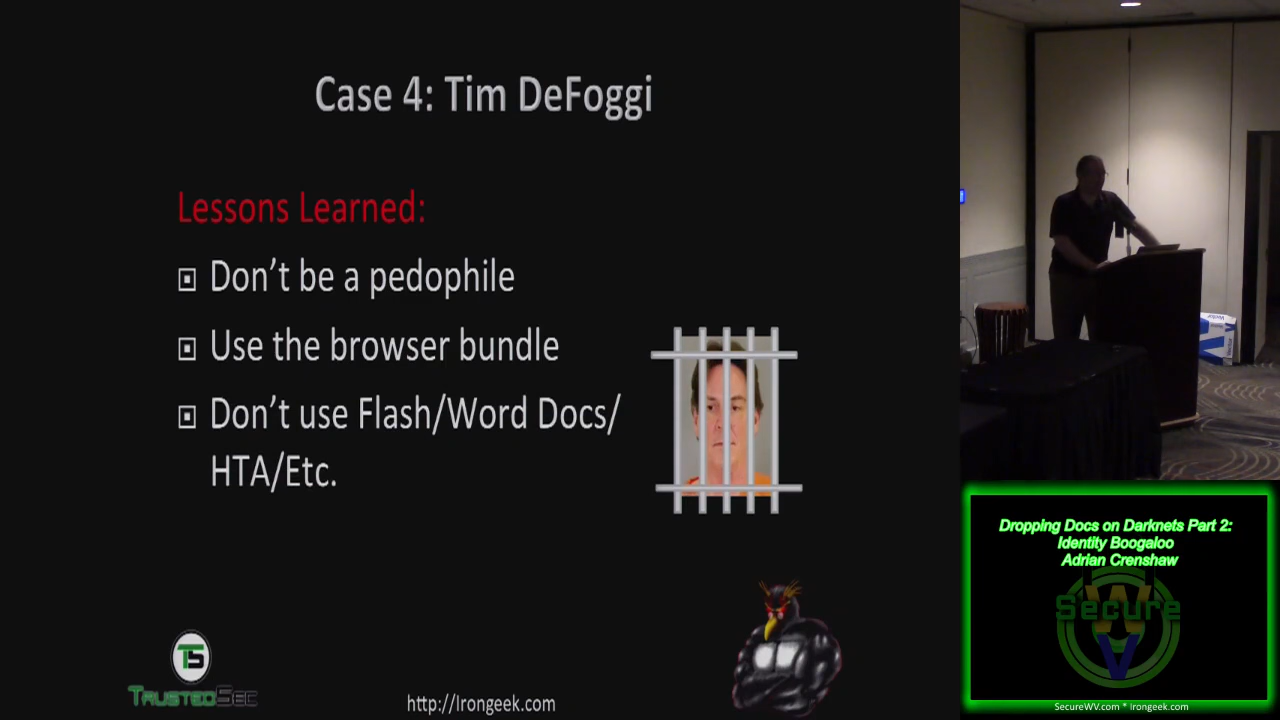 Case 4: Tim DeFoggi
Lessons Learned:
Don't be a pedophile
Use the browser bundle
Don't use Flash/Word Docs/
HTA/Etc.
TS
TRUSTEDSEC
http://Irongeek.com
Dropping Docs on Darknets Part 2:
Identity Boogaloo
Adrian Crenshaw
Secure
WV
SecureWV.com * Irongeek.com